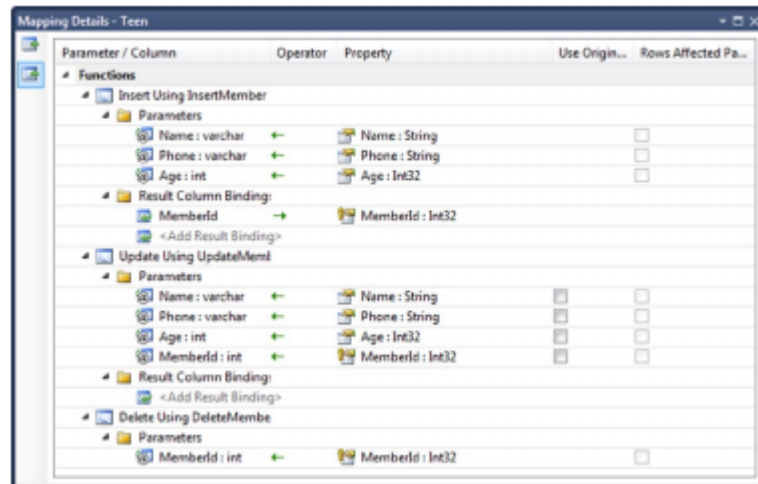 Mapping Details - Teen
Parameter / Column Operator Property Use Origin... Rows Affected Pa...
Functions
Insert Using InsertMember
Parameters
Name : varchar Name : String
Phone : varchar Phone : String
Age : int Age : Int32
Result Column Binding:
MemberId MemberId : Int32
<Add Result Binding>
Update Using UpdateMeml
Parameters
Name : varchar Name : String
Phone : varchar Phone : String
Age : int Age : Int32
MemberId : int MemberId : Int32
Result Column Binding:
<Add Result Binding>
Delete Using DeleteMembe
Parameters
MemberId : int MemberId : Int32